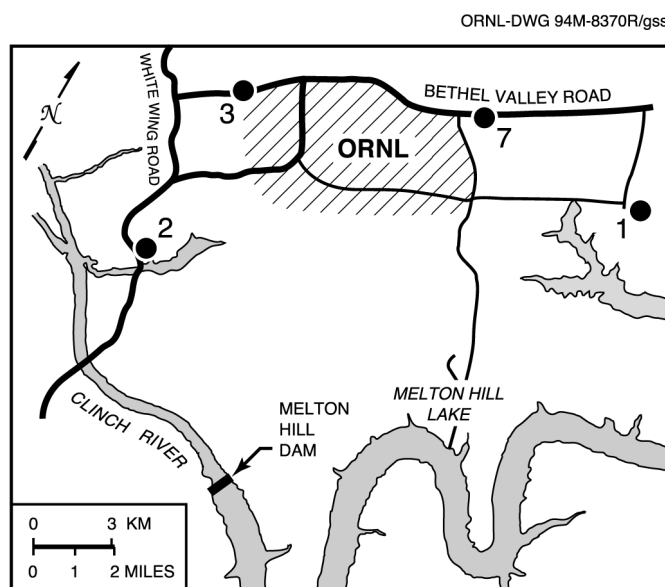 ORNL-DWG 94M-8370R/gss
N
WHITE WING ROAD
3
BETHEL VALLEY ROAD
7
ORNL
2
1
CLINCH RIVER
MELTON
HILL
DAM
MELTON HILL
LAKE
0 3 KM
0 1 2 MILES